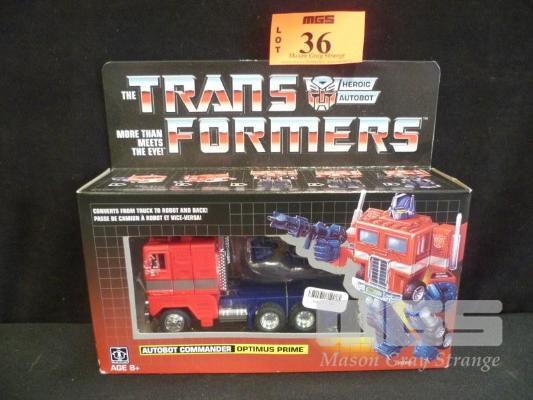 MGS
LOT
36
Mason Gray Strange
THE
TRANS
FORMERS
HEROIC
AUTOBOT
MORE THAN
MEETS
THE EYE!
CONVERTS FROM TRUCK TO ROBOT AND BACK!
PASSE DE CAMION À ROBOT ET VICE-VERSA!
AUTOBOT COMMANDER OPTIMUS PRIME
AGE 8+
MGS
Mason Gray Strange